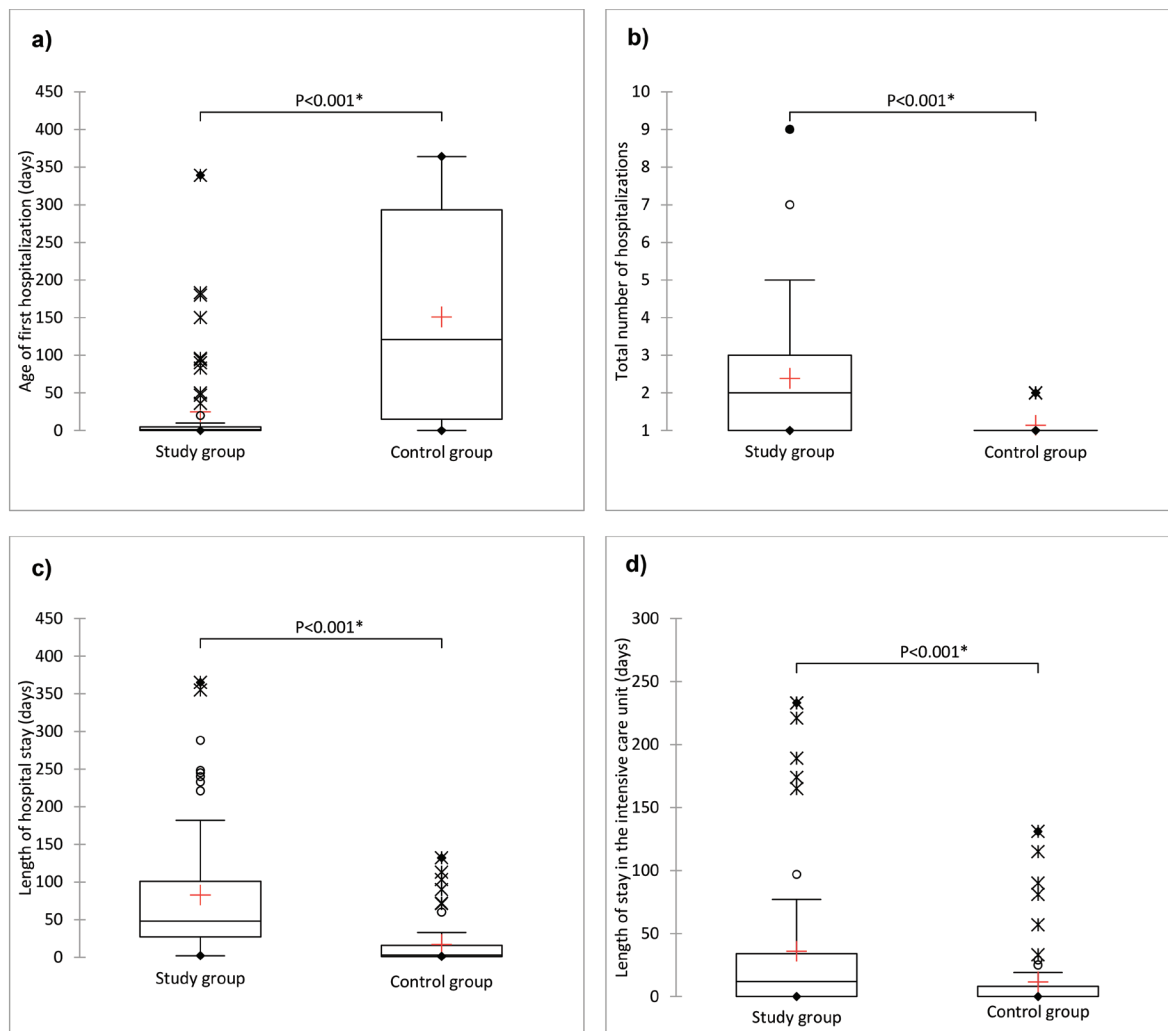 a)
P<0.001*
450
400
350
300
250
200
150
100
50
0
Age of first hospitalization (days)
Study group
Control group
b)
P<0.001*
10
9
8
7
6
5
4
3
2
1
Total number of hospitalizations
Study group
Control group
c)
P<0.001*
450
400
350
300
250
200
150
100
50
0
Length of hospital stay (days)
Study group
Control group
d)
P<0.001*
300
250
200
150
100
50
0
Length of stay in the intensive care unit (days)
Study group
Control group